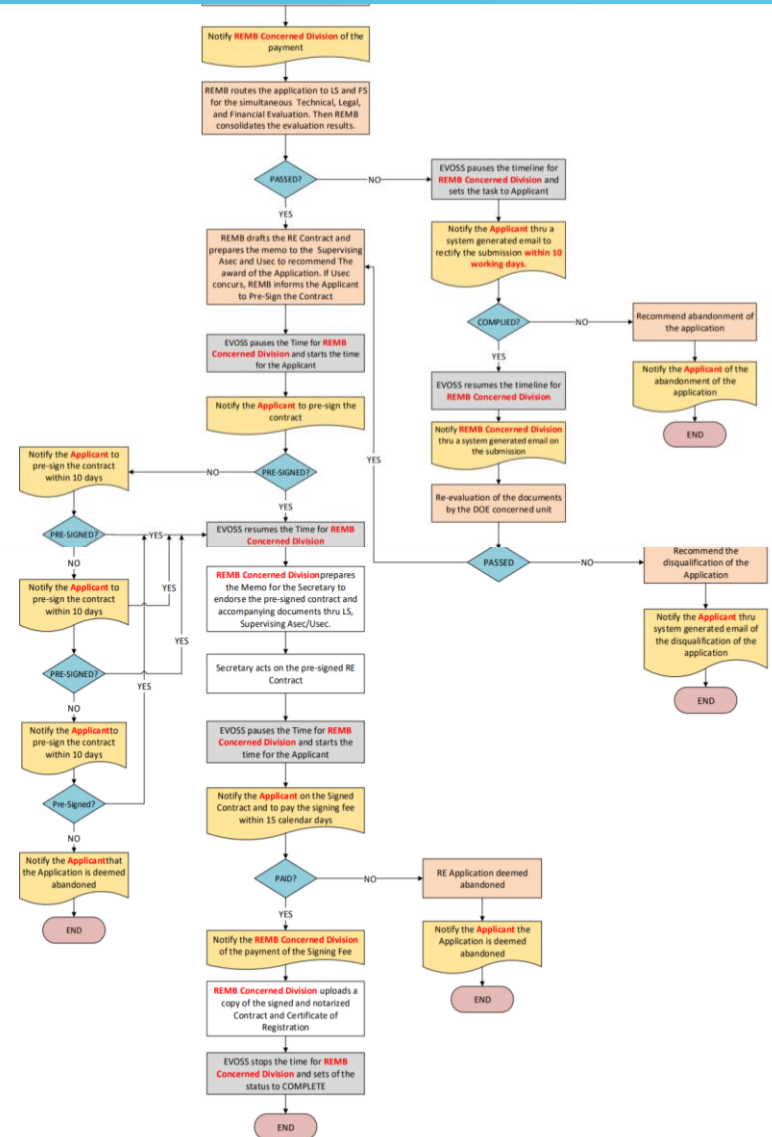 Notify REMB Concerned Division of the
payment
REMB routes the application to LS and FS
for the simultaneous Technical, Legal,
and Financial Evaluation. Then REMB
consolidates the evaluation results.
PASSED?
NO
EVOSS pauses the timeline for
REMB Concerned Division and
sets the task to Applicant
YES
REMB drafts the RE Contract and
prepares the memo to the Supervising
Asec and Usec to recommend The
award of the Application. If Usec
concurs, REMB informs the Applicant
to Pre-Sign the Contract
Notify the Applicant thru a
system generated email to
rectify the submission within 10
working days.
COMPLIED?
NO
Recommend abandonment of
the application
YES
Notify the Applicant of the
abandonment of the
application
END
EVOSS pauses the Time for REMB
Concerned Division and starts the time
for the Applicant
EVOSS resumes the timeline for
REMB Concerned Division
Notify the Applicant to pre-sign the
contract
Notify REMB Concerned Division
thru a system generated email on
the submission
YES
Re-evaluation of the documents
by the DOE concerned unit
PASSED
NO
Recommend the
disqualification of the
Application
Notify the Applicant thru
system generated email of
the disqualification of the
application
END
PRE-SIGNED?
NO
Notify the Applicant to
pre-sign the contract
within 10 days
YES
PRE-SIGNED?
YES
NO
Notify the Applicant to
pre-sign the contract
within 10 days
YES
PRE-SIGNED?
YES
YES
NO
Notify the Applicantto
pre-sign the contract
within 10 days
Pre-Signed?
NO
Notify the Applicantthat
the Application is deemed
abandoned
END
EVOSS resumes the Time for REMB
Concerned Division
REMB Concerned Divisionprepares
the Memo for the Secretary to
endorse the pre-signed contract and
accompanying documents thru LS,
Supervising Asec/Usec.
Secretary acts on the pre-signed RE
Contract
EVOSS pauses the Time for REMB
Concerned Division and starts the
time for the Applicant
Notify the Applicant on the Signed
Contract and to pay the signing fee
within 15 calendar days
PAID?
NO
RE Application deemed
abandoned
Notify the Applicant the
Application is deemed
abandoned
END
YES
Notify the REMB Concerned Division
of the payment of the Signing Fee
REMB Concerned Division uploads a
copy of the signed and notarized
Contract and Certificate of
Registration
EVOSS stops the time for REMB
Concerned Division and sets of the
status to COMPLETE
END